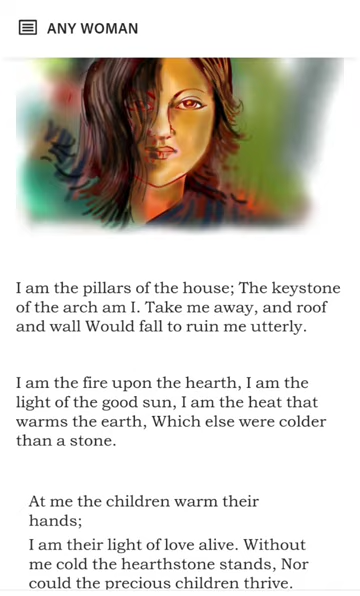 ANY WOMAN
I am the pillars of the house; The keystone
of the arch am I. Take me away, and roof
and wall Would fall to ruin me utterly.
I am the fire upon the hearth, I am the
light of the good sun, I am the heat that
warms the earth, Which else were colder
than a stone.
At me the children warm their
hands;
I am their light of love alive. Without
me cold the hearthstone stands, Nor
could the precious children thrive.